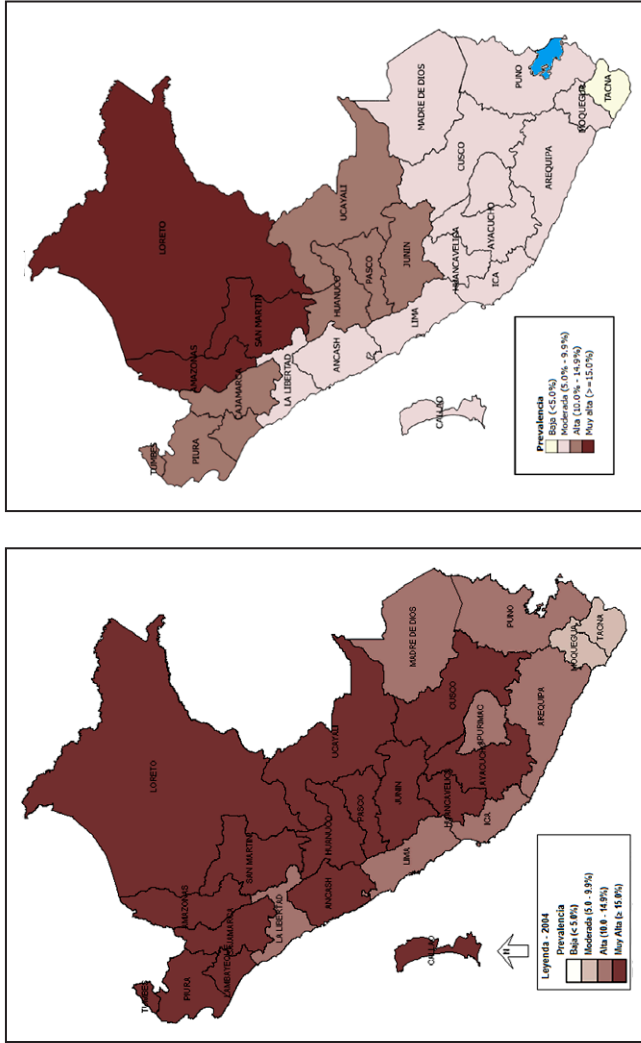 LORETO
AMAZONAS
TUMBES
PIURA
CAJAMARCA
SAN MARTIN
LA LIBERTAD
ANCASH
HUANUCO
UCAYALI
PASCO
JUNIN
LIMA
CALLAO
MADRE DE DIOS
CUSCO
HUANCAVELICA
AYACUCHO
ICA
AREQUIPA
PUNO
MOQUEGUA
TACNA
Prevalencia
Baja (<5.0%)
Moderada (5.0% - 9.9%)
Alta (10.0% - 14.9%)
Muy alta (>=15.0%)
LORETO
AMAZONAS
TUMBES
PIURA
LAMBAYEQUE
CAJAMARCA
SAN MARTIN
LA LIBERTAD
ANCASH
HUANUCO
UCAYALI
PASCO
JUNIN
LIMA
CALLAO
MADRE DE DIOS
CUSCO
HUANCAVELICA
APURIMAC
AYACUCHO
ICA
AREQUIPA
PUNO
MOQUEGUA
TACNA
N
Leyenda - 2004
Prevalencia
Baja (< 5.0%)
Moderada (5.0 - 9.9%)
Alta (10.0 - 14.9%)
Muy Alta (≥ 15.0%)